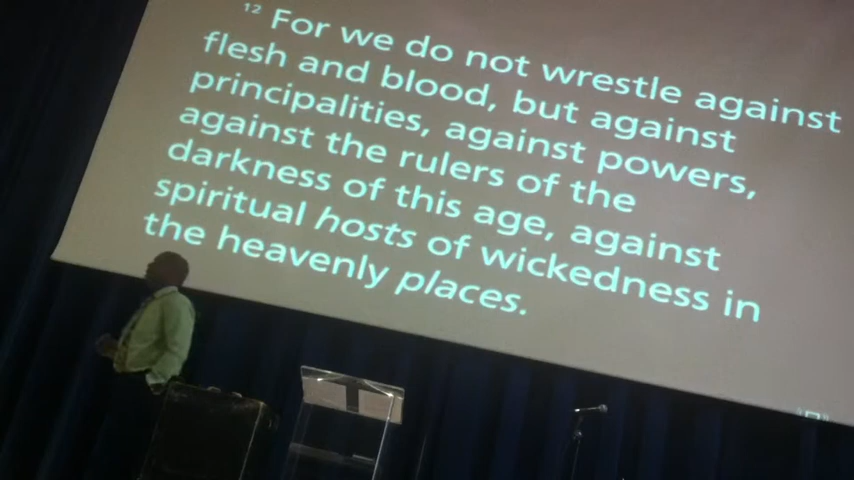 12 For we do not wrestle against
flesh and blood, but against
principalities, against powers,
against the rulers of the
darkness of this age, against
spiritual hosts of wickedness in
the heavenly places.